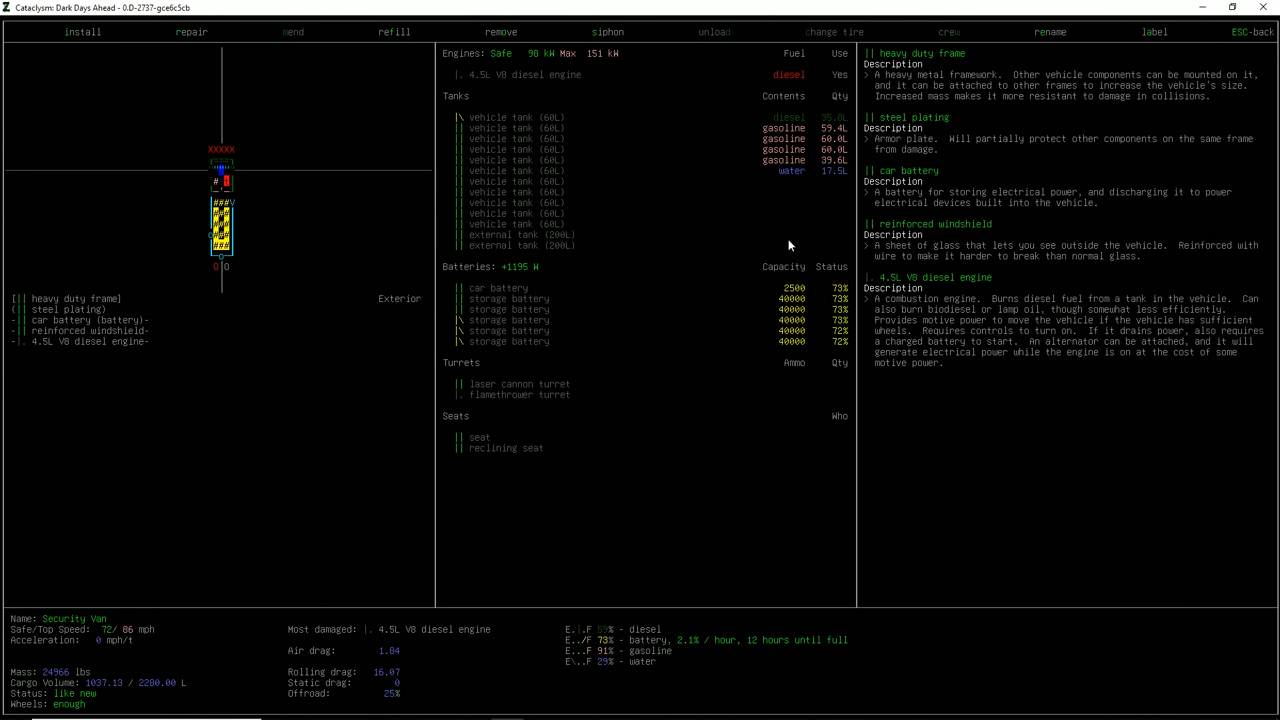 Cataclysm: Dark Days Ahead - 0.D-2737-gce6c5cb
install repair mend refill remove siphon unload change tire crew rename label ESC-back
Engines: Safe 98 kW Max 151 kW Fuel Use
|. 4.5L V8 diesel engine diesel Yes
Tanks Contents Qty
|\ vehicle tank (60L) diesel 35.0L
|| vehicle tank (60L) gasoline 59.4L
|| vehicle tank (60L) gasoline 60.0L
|| vehicle tank (60L) gasoline 60.0L
|| vehicle tank (60L) gasoline 39.6L
|| vehicle tank (60L) water 17.5L
|| vehicle tank (60L)
|| vehicle tank (60L)
|| vehicle tank (60L)
|| vehicle tank (60L)
|| vehicle tank (60L)
|| external tank (200L)
|| external tank (200L)
Batteries: +1195 W Capacity Status
|| car battery 2500 73%
|| storage battery 40000 73%
|| storage battery 40000 73%
|\ storage battery 40000 73%
|\ storage battery 40000 72%
|\ storage battery 40000 72%
Turrets Ammo Qty
|| laser cannon turret
|. flamethrower turret
Seats Who
|| seat
|| reclining seat
XXXXX
[|| heavy duty frame] Exterior
(|| steel plating)
-|| car battery (battery)-
-|| reinforced windshield-
-|. 4.5L V8 diesel engine-
|| heavy duty frame
Description
> A heavy metal framework. Other vehicle components can be mounted on it,
and it can be attached to other frames to increase the vehicle's size.
Increased mass makes it more resistant to damage in collisions.
|| steel plating
Description
> Armor plate. Will partially protect other components on the same frame
from damage.
|| car battery
Description
> A battery for storing electrical power, and discharging it to power
electrical devices built into the vehicle.
|| reinforced windshield
Description
> A sheet of glass that lets you see outside the vehicle. Reinforced with
wire to make it harder to break than normal glass.
|. 4.5L V8 diesel engine
Description
> A combustion engine. Burns diesel fuel from a tank in the vehicle. Can
also burn biodiesel or lamp oil, though somewhat less efficiently.
Provides motive power to move the vehicle if the vehicle has sufficient
wheels. Requires controls to turn on. If it drains power, also requires
a charged battery to start. An alternator can be attached, and it will
generate electrical power while the engine is on at the cost of some
motive power.
Name: Security Van
Safe/Top Speed: 72/ 86 mph
Acceleration: 0 mph/t
Mass: 24966 lbs
Cargo Volume: 1037.13 / 2280.00 L
Status: like new
Wheels: enough
Most damaged: |. 4.5L V8 diesel engine
Air drag: 1.84
Rolling drag: 16.07
Static drag: 0
Offroad: 25%
E.|.F 59% - diesel
E../F 73% - battery, 2.1% / hour, 12 hours until full
E...F 91% - gasoline
E\..F 29% - water